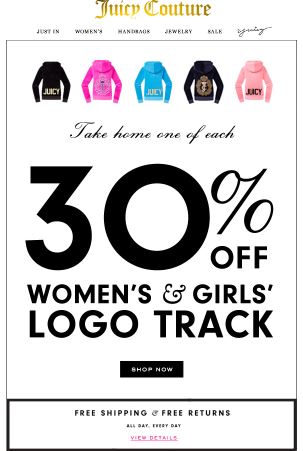 Juicy Couture
JUST IN WOMEN'S HANDBAGS JEWELRY SALE
JUICY JUICY
Take home one of each
30% OFF
WOMEN'S & GIRLS'
LOGO TRACK
SHOP NOW
FREE SHIPPING & FREE RETURNS
ALL DAY, EVERY DAY
VIEW DETAILS